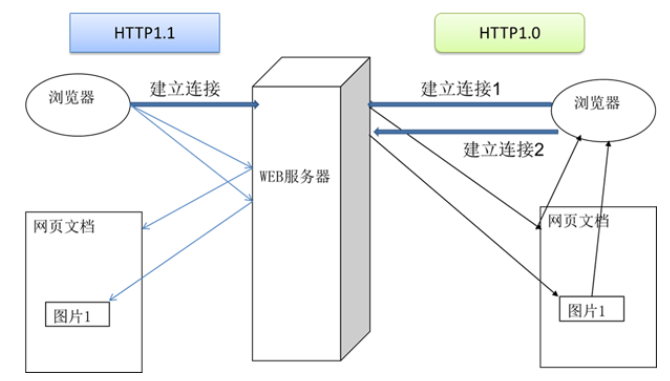 HTTP1.1
HTTP1.0
浏览器
建立连接
建立连接1
浏览器
建立连接2
WEB服务器
网页文档
网页文档
图片1
图片1